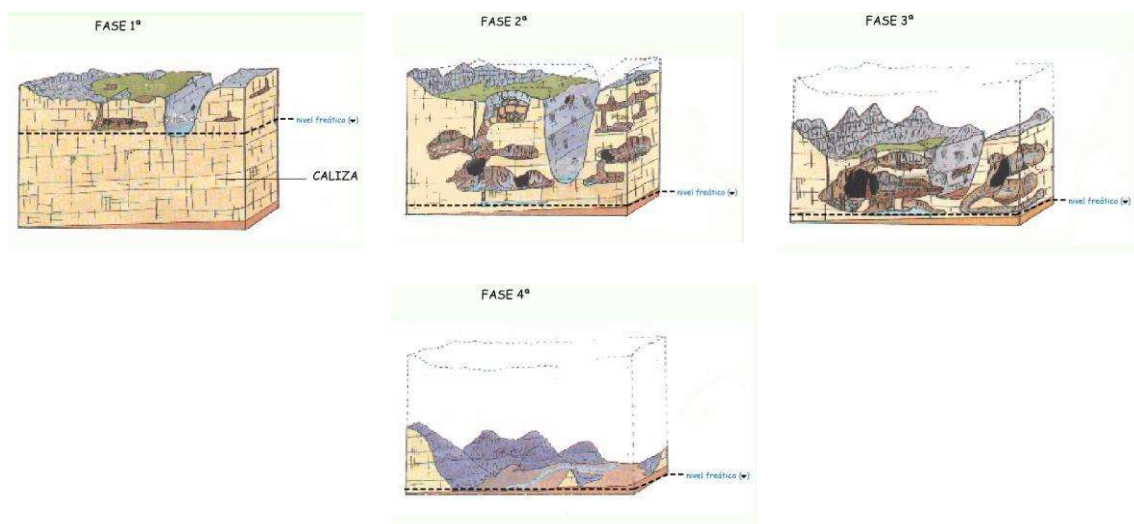 FASE 1ª
FASE 2ª
FASE 3ª
nivel freático (▾)
CALIZA
nivel freático (▾)
nivel freático (▾)
FASE 4ª
nivel freático (▾)